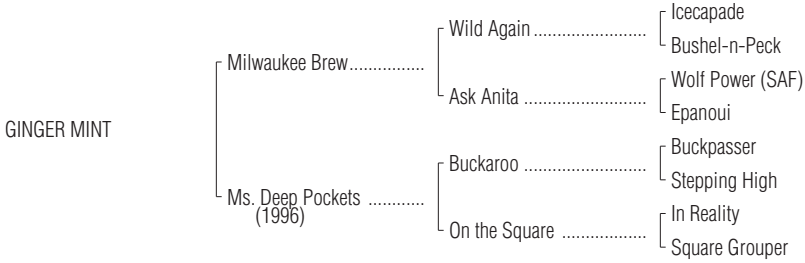 Icecapade
Wild Again ........................
Bushel-n-Peck
Milwaukee Brew................
Wolf Power (SAF)
Ask Anita ..........................
Epanoui
GINGER MINT
Buckpasser
Buckaroo ..........................
Stepping High
Ms. Deep Pockets ............
(1996)
In Reality
On the Square ..................
Square Grouper